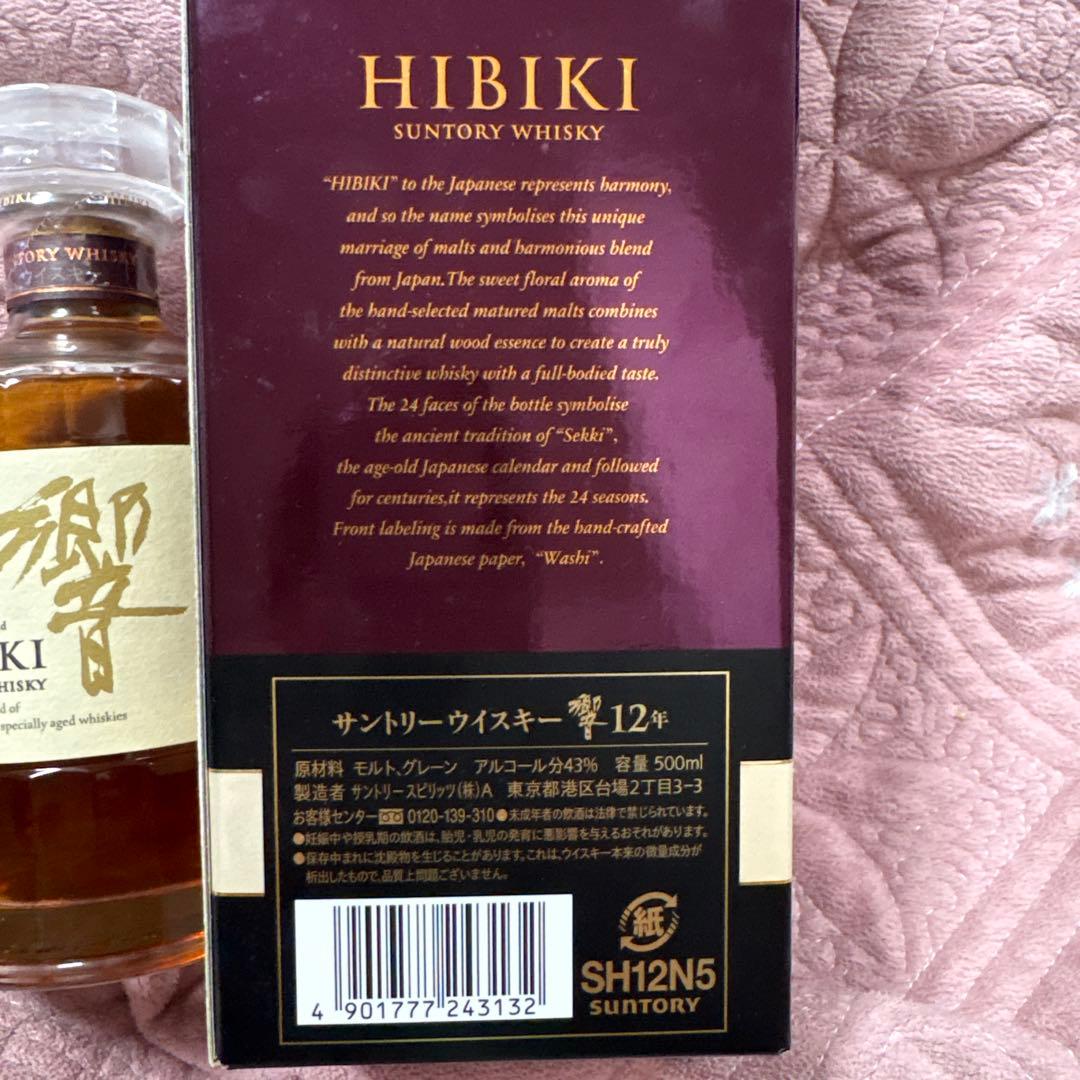 HIBIKI
SUNTORY WHISKY
"HIBIKI" to the Japanese represents harmony,
and so the name symbolises this unique
marriage of malts and harmonious blend
from Japan.The sweet floral aroma of
the hand-selected matured malts combines
with a natural wood essence to create a truly
distinctive whisky with a full-bodied taste.
The 24 faces of the bottle symbolise
the ancient tradition of "Sekki",
the age-old Japanese calendar and followed
for centuries,it represents the 24 seasons.
Front labeling is made from the hand-crafted
Japanese paper, "Washi".
サントリーウイスキー響12年
原材料 モルト、グレーン アルコール分43% 容量 500ml
製造者 サントリースピリッツ(株)A 東京都港区台場2丁目3-3
お客様センター 0120-139-310●未成年者の飲酒は法律で禁じられています。
●妊娠中や授乳期の飲酒は、胎児・乳児の発育に悪影響を与えるおそれがあります。
●保存中まれに沈殿物を生じることがあります。これは、ウイスキー本来の微量成分が
析出したもので、品質上問題ございません。
4 901777 243132
紙
SH12N5
SUNTORY
TORY WHISKY
響
KI
HISKY
d of
specially aged whiskies